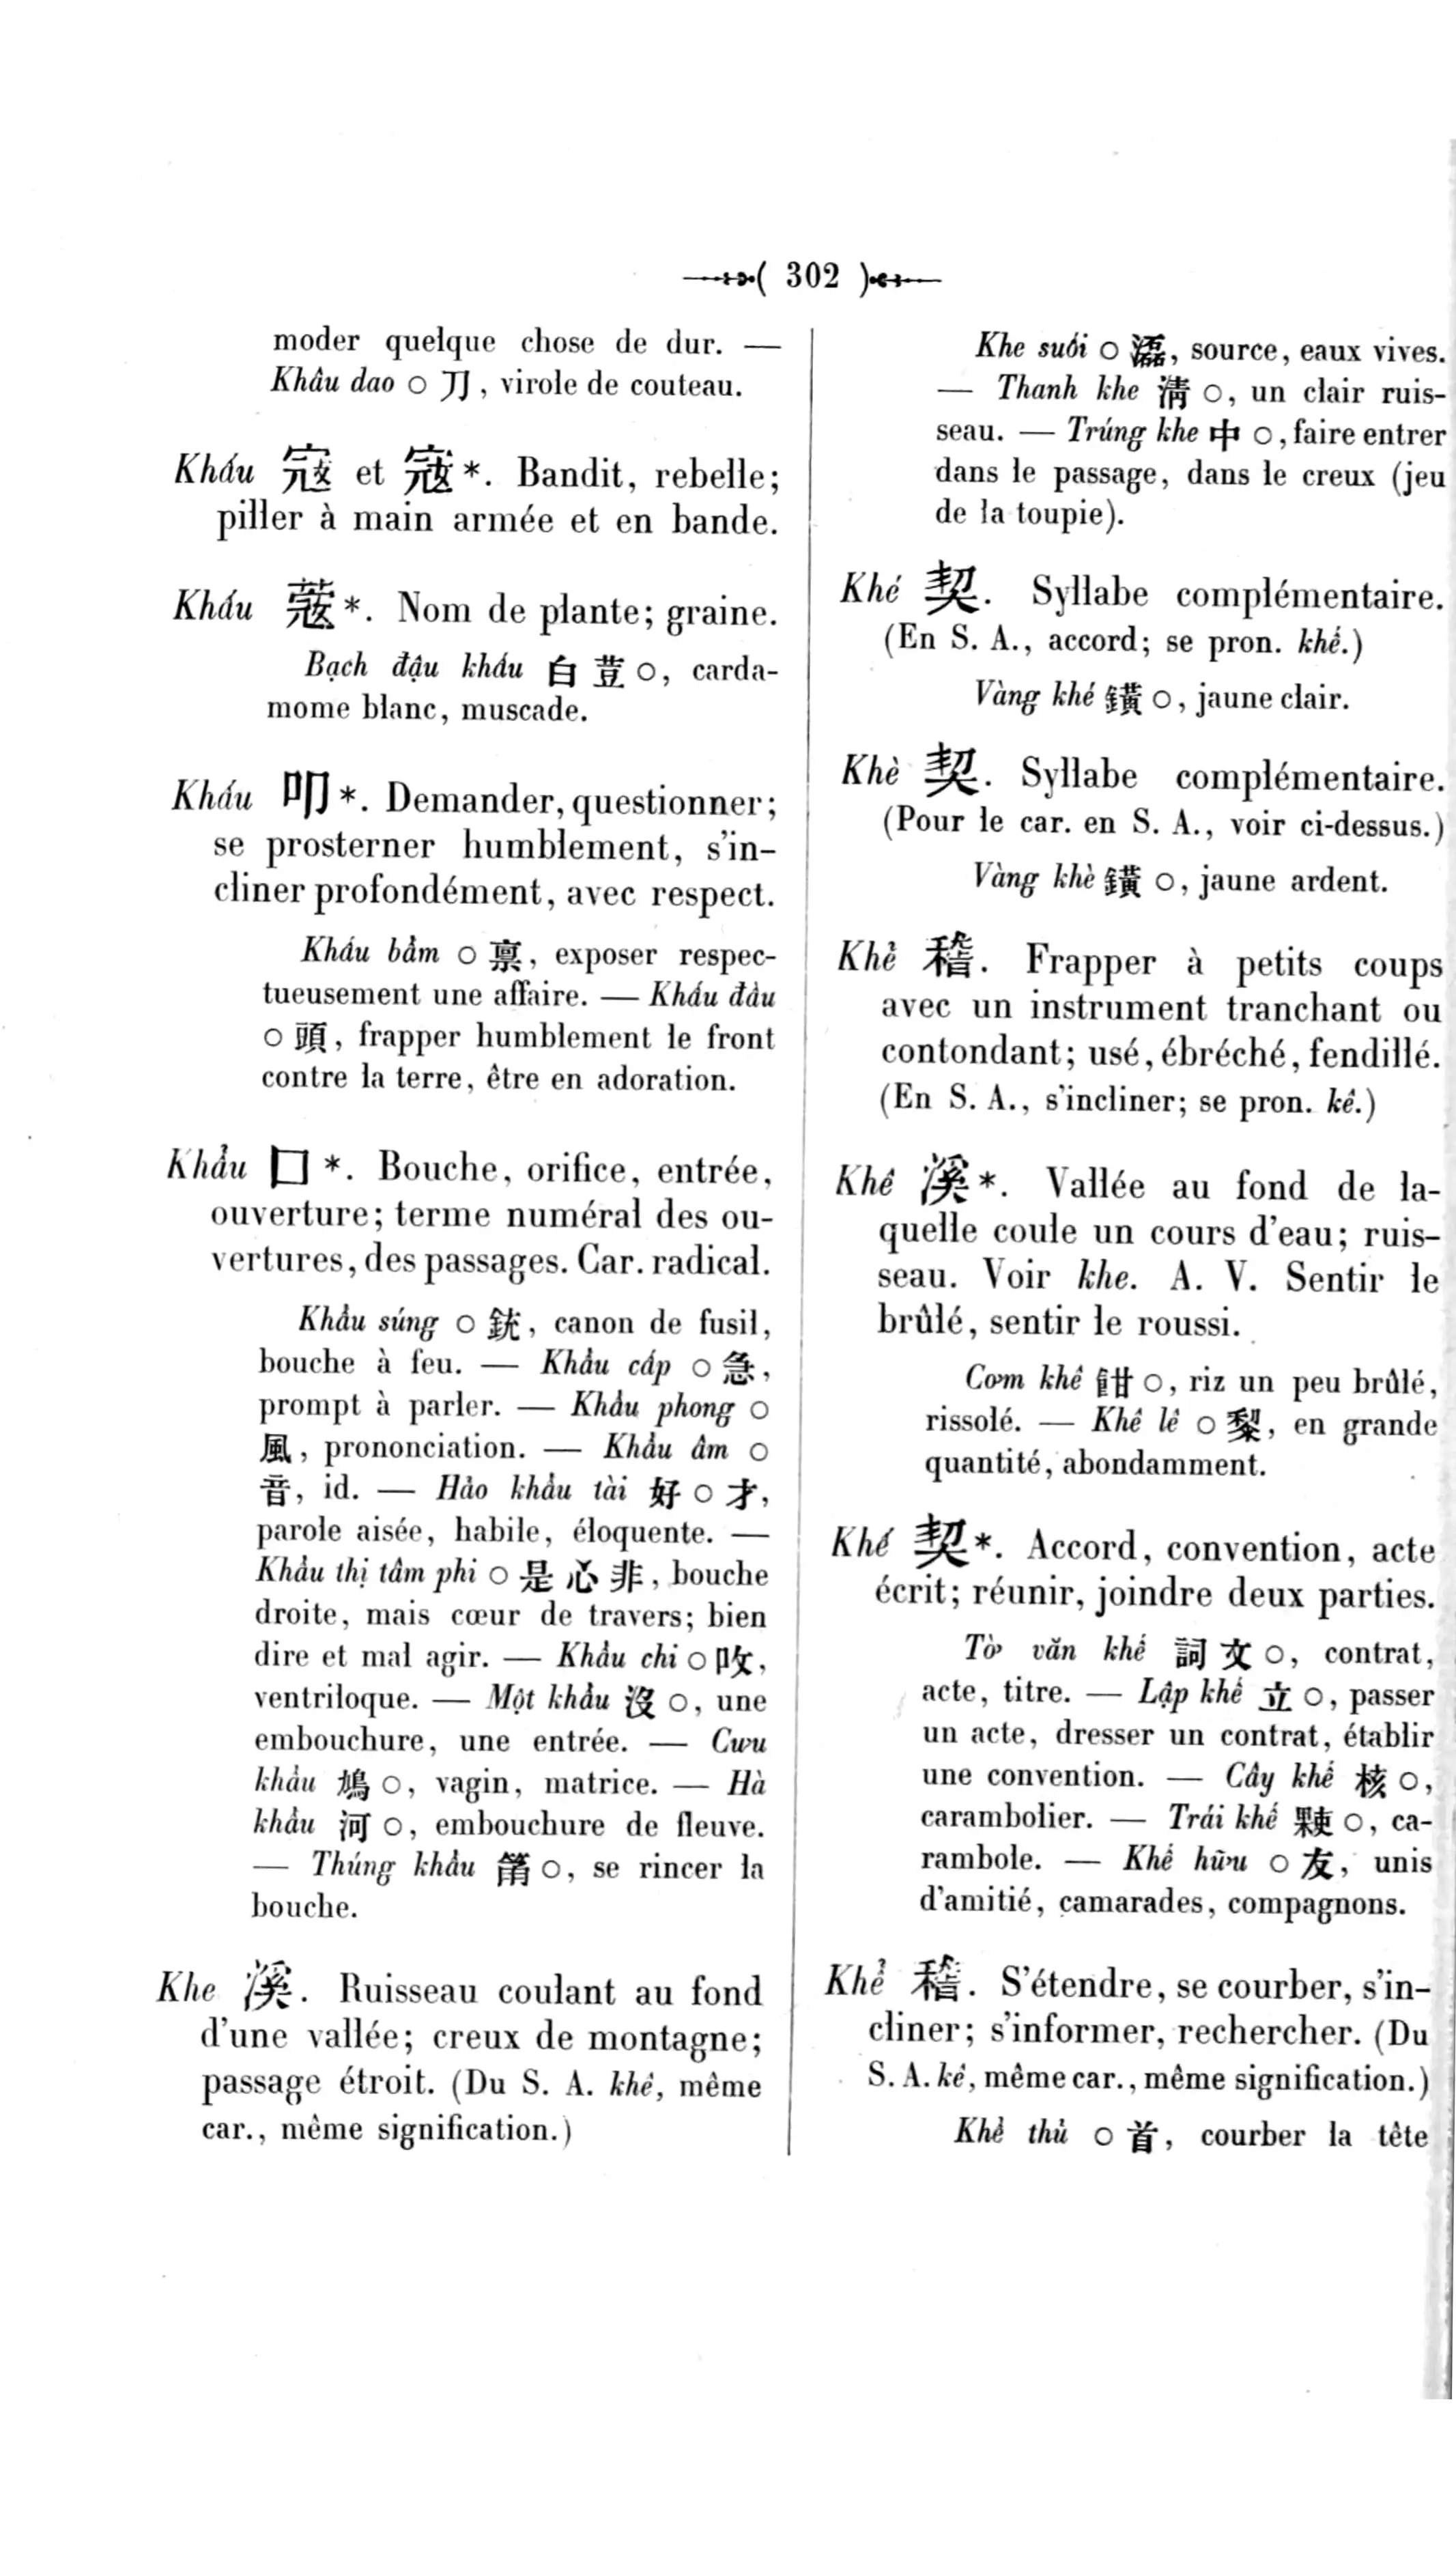 ( 302 )
moder quelque chose de dur. —
Khâu dao ○ 刀, virole de couteau.
Khấu 寇 et 寇*. Bandit, rebelle;
piller à main armée et en bande.
Khấu 蔻*. Nom de plante; graine.
Bạch đậu khấu 白荳○, carda-
mome blanc, muscade.
Khấu 叩*. Demander, questionner;
se prosterner humblement, s'in-
cliner profondément, avec respect.
Khấu bẩm ○ 禀, exposer respec-
tueusement une affaire. — Khấu đầu
○ 頭, frapper humblement le front
contre la terre, être en adoration.
Khẩu 口 *. Bouche, orifice, entrée,
ouverture; terme numéral des ou-
vertures, des passages. Car. radical.
Khẩu súng ○ 銃, canon de fusil,
bouche à feu. — Khẩu cấp ○ 急,
prompt à parler. — Khẩu phong ○
風, prononciation. — Khẩu âm ○
音, id. — Hảo khẩu tài 好 ○ 才,
parole aisée, habile, éloquente. —
Khẩu thị tâm phi ○ 是 心 非, bouche
droite, mais cœur de travers; bien
dire et mal agir. — Khẩu chi ○
ventriloque. — Một khẩu 沒 ○, une
embouchure, une entrée. — Cưu
khẩu 鳩 ○, vagin, matrice. — Hà
khẩu 河 ○, embouchure de fleuve.
— Thúng khẩu ○, se rincer la
bouche.
Khe 溪. Ruisseau coulant au fond
d'une vallée; creux de montagne;
passage étroit. (Du S. A. khê, même
car., même signification.)
Khe suối ○, source, eaux vives.
— Thanh khe 淸 ○, un clair ruis-
seau. — Trúng khe 中 ○, faire entrer
dans le passage, dans le creux (jeu
de la toupie).
Khé 契. Syllabe complémentaire.
(En S. A., accord; se pron. khế.)
Vàng khé 鐄 ○, jaune clair.
Khè 契. Syllabe complémentaire.
(Pour le car. en S. A., voir ci-dessus.)
Vàng khè 鐄 ○, jaune ardent.
Khẻ 稽. Frapper à petits coups
avec un instrument tranchant ou
contondant; usé, ébréché, fendillé.
(En S. A., s'incliner; se pron. kê.)
Khê 溪*. Vallée au fond de la-
quelle coule un cours d'eau; ruis-
seau. Voir khe. A. V. Sentir le
brûlé, sentir le roussi.
Cơm khê 䬙 ○, riz un peu brûlé,
rissolé. — Khê lê ○ 黎, en grande
quantité, abondamment.
Khế 契*. Accord, convention, acte
écrit; réunir, joindre deux parties.
Tờ văn khế 詞 文 ○, contrat,
acte, titre. — Lập khế 立 ○, passer
un acte, dresser un contrat, établir
une convention. — Cây khế 核 ○,
carambolier. — Trái khế ○, ca-
rambole. — Khế hữu ○ 友, unis
d'amitié, camarades, compagnons.
Khể 稽. S'étendre, se courber, s'in-
cliner; s'informer, rechercher. (Du
S. A. kê, même car., même signification.)
Khể thủ ○ 首, courber la tête